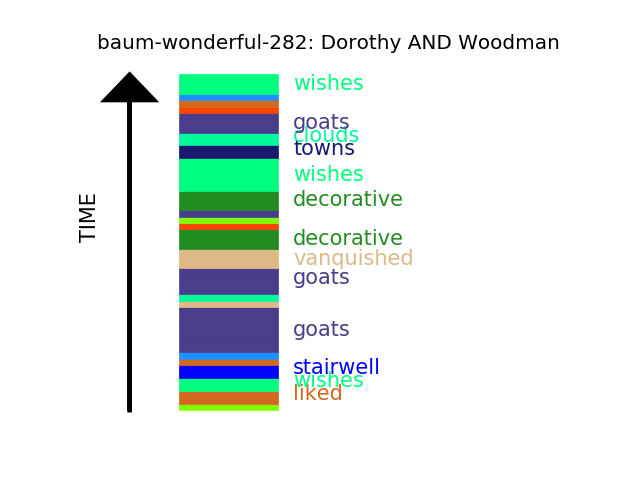 baum-wonderful-282: Dorothy AND Woodman
TIME
wishes
goats
clouds
towns
wishes
decorative
decorative
vanquished
goats
goats
stairwell
wishes
liked